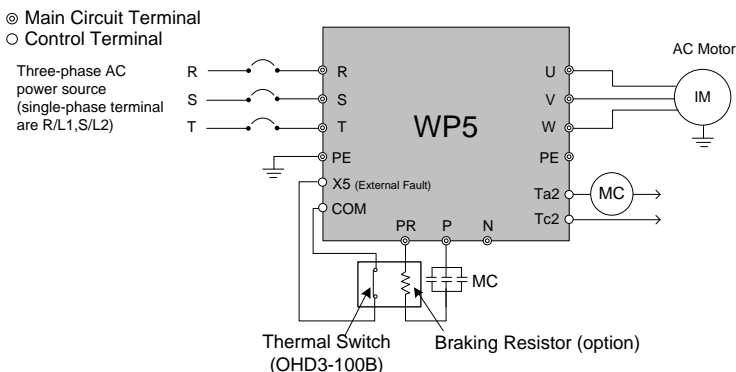 ◎ Main Circuit Terminal
○ Control Terminal
Three-phase AC
power source
(single-phase terminal
are R/L1,S/L2)
R
S
T
R
S
T
PE
X5 (External Fault)
COM
WP5
PR
P
N
U
V
W
PE
Ta2
Tc2
AC Motor
IM
MC
MC
Thermal Switch
(OHD3-100B)
Braking Resistor (option)